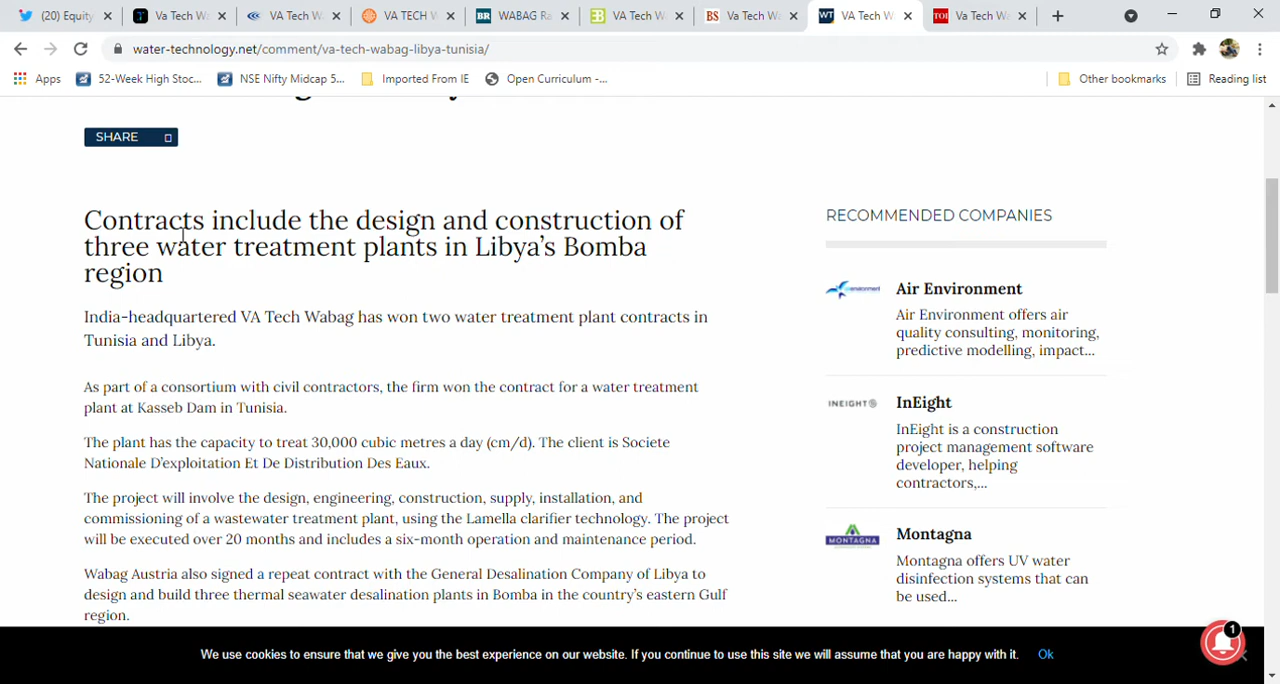 (20) Equity
Va Tech Wa
VA Tech W
VA TECH W
WABAG Ra
VA Tech W
Va Tech Wa
VA Tech W
Va Tech Wa
water-technology.net/comment/va-tech-wabag-libya-tunisia/
Apps
52-Week High Stoc...
NSE Nifty Midcap 5...
Imported From IE
Open Curriculum -...
Other bookmarks
Reading list
SHARE
Contracts include the design and construction of
three water treatment plants in Libya's Bomba
region
India-headquartered VA Tech Wabag has won two water treatment plant contracts in
Tunisia and Libya.
As part of a consortium with civil contractors, the firm won the contract for a water treatment
plant at Kasseb Dam in Tunisia.
The plant has the capacity to treat 30,000 cubic metres a day (cm/d). The client is Societe
Nationale D'exploitation Et De Distribution Des Eaux.
The project will involve the design, engineering, construction, supply, installation, and
commissioning of a wastewater treatment plant, using the Lamella clarifier technology. The project
will be executed over 20 months and includes a six-month operation and maintenance period.
Wabag Austria also signed a repeat contract with the General Desalination Company of Libya to
design and build three thermal seawater desalination plants in Bomba in the country's eastern Gulf
region.
RECOMMENDED COMPANIES
Air Environment
Air Environment offers air
quality consulting, monitoring,
predictive modelling, impact...
INEIGHT
InEight
InEight is a construction
project management software
developer, helping
contractors,...
MONTAGNA
Montagna
Montagna offers UV water
disinfection systems that can
be used...
We use cookies to ensure that we give you the best experience on our website. If you continue to use this site we will assume that you are happy with it.
Ok
1